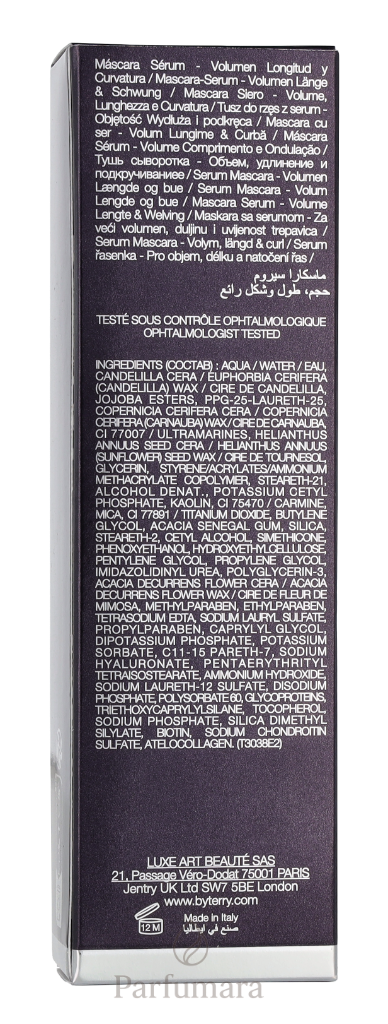 Máscara Sérum - Volumen Longitud y
Curvatura / Mascara-Serum - Volumen Länge
& Schwung / Mascara Siero - Volume,
Lunghezza e Curvatura / Tusz do rzęs z serum -
Objętość Wydłuża i podkręca / Mascara cu
ser - Volum Lungime & Curbă / Máscara
Sérum - Volume Comprimento e Ondulação /
Тушь сыворотка - Объем, удлинение и
подкручивание / Serum Mascara - Volumen
Længde og bue / Serum Mascara - Volum
Lengde og bue / Mascara Serum - Volume
Lengte & Welving / Maskara sa serumom - Za
veći volumen, duljinu i uvijenost trepavica /
Serum Mascara - Volym, längd & curl / Serum
řasenka - Pro objem, délku a natočení řas /
ماسكارا سيروم
حجم، طول وشكل رائع
TESTÉ SOUS CONTRÔLE OPHTALMOLOGIQUE
OPHTALMOLOGIST TESTED
INGREDIENTS (COCTAB) : AQUA / WATER / EAU,
CANDELILLA CERA / EUPHORBIA CERIFERA
(CANDELILLA) WAX / CIRE DE CANDELILLA,
JOJOBA ESTERS, PPG-25-LAURETH-25,
COPERNICIA CERIFERA CERA / COPERNICIA
CERIFERA (CARNAUBA) WAX / CIRE DE CARNAUBA,
CI 77007 / ULTRAMARINES, HELIANTHUS
ANNUUS SEED CERA / HELIANTHUS ANNUUS
(SUNFLOWER) SEED WAX / CIRE DE TOURNESOL,
GLYCERIN, STYRENE/ACRYLATES/AMMONIUM
METHACRYLATE COPOLYMER, STEARETH-21,
ALCOHOL DENAT., POTASSIUM CETYL
PHOSPHATE, KAOLIN, CI 75470 / CARMINE,
MICA, CI 77891 / TITANIUM DIOXIDE, BUTYLENE
GLYCOL, ACACIA SENEGAL GUM, SILICA,
STEARETH-2, CETYL ALCOHOL, SIMETHICONE,
PHENOXYETHANOL, HYDROXYETHYLCELLULOSE,
PENTYLENE GLYCOL, PROPYLENE GLYCOL,
IMIDAZOLIDINYL UREA, POLYGLYCERIN-3,
ACACIA DECURRENS FLOWER CERA / ACACIA
DECURRENS FLOWER WAX / CIRE DE FLEUR DE
MIMOSA, METHYLPARABEN, ETHYLPARABEN,
TETRASODIUM EDTA, SODIUM LAURYL SULFATE,
PROPYLPARABEN, CAPRYLYL GLYCOL,
DIPOTASSIUM PHOSPHATE, POTASSIUM
SORBATE, C11-15 PARETH-7, SODIUM
HYALURONATE, PENTAERYTHRITYL
TETRAISOSTEARATE, AMMONIUM HYDROXIDE,
SODIUM LAURETH-12 SULFATE, DISODIUM
PHOSPHATE, POLYSORBATE 60, GLYCOPROTEINS,
TRIETHOXYCAPRYLYLSILANE, TOCOPHEROL,
SODIUM PHOSPHATE, SILICA DIMETHYL
SILYLATE, BIOTIN, SODIUM CHONDROITIN
SULFATE, ATELOCOLLAGEN. (T3038E2)
LUXE ART BEAUTÉ SAS
21, Passage Véro-Dodat 75001 PARIS
Jentry UK Ltd SW7 5BE London
www.byterry.com
12 M
Made in Italy
صنع في ايطاليا
Parfumara